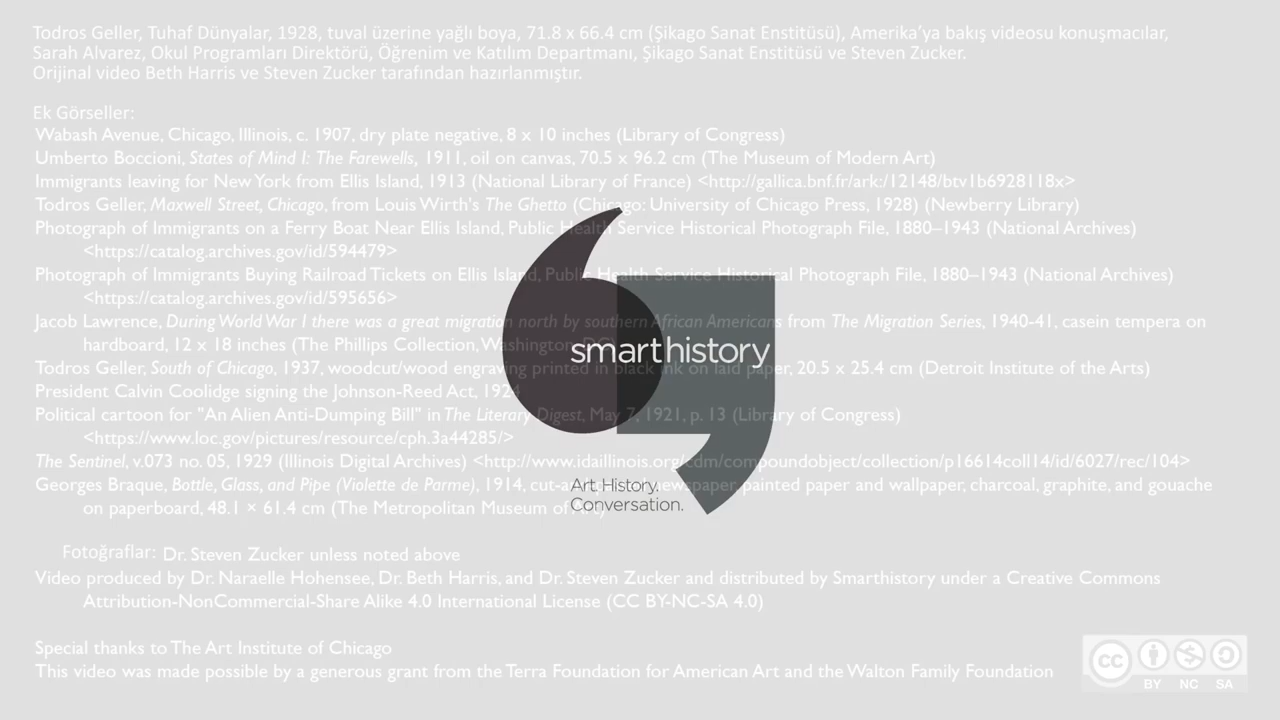 Todros Geller, Tuhaf Dünyalar, 1928, tuval üzerine yağlı boya, 71.8 x 66.4 cm (Şikago Sanat Enstitüsü), Amerika'ya bakış videosu konuşmacılar,
Sarah Alvarez, Okul Programları Direktörü, Öğrenim ve Katılım Departmanı, Şikago Sanat Enstitüsü ve Steven Zucker.
Orijinal video Beth Harris ve Steven Zucker tarafından hazırlanmıştır.
Ek Görseller:
Wabash Avenue, Chicago, Illinois, c. 1907, dry plate negative, 8 x 10 inches (Library of Congress)
Umberto Boccioni, States of Mind I: The Farewells, 1911, oil on canvas, 70.5 x 96.2 cm (The Museum of Modern Art)
Immigrants leaving for New York from Ellis Island, 1913 (National Library of France) <http://gallica.bnf.fr/ark:/12148/btv1b6928118x>
Todros Geller, Maxwell Street, Chicago, from Louis Wirth's The Ghetto (Chicago: University of Chicago Press, 1928) (Newberry Library)
Photograph of Immigrants on a Ferry Boat Near Ellis Island, Public Health Service Historical Photograph File, 1880–1943 (National Archives)
<https://catalog.archives.gov/id/594479>
Photograph of Immigrants Buying Railroad Tickets on Ellis Island, Public Health Service Historical Photograph File, 1880–1943 (National Archives)
<https://catalog.archives.gov/id/595656>
Jacob Lawrence, During World War I there was a great migration north by southern African Americans from The Migration Series, 1940-41, casein tempera on
hardboard, 12 x 18 inches (The Phillips Collection, Washington DC)
smarthistory
Todros Geller, South of Chicago, 1937, woodcut/wood engraving printed in black ink on laid paper, 20.5 x 25.4 cm (Detroit Institute of the Arts)
President Calvin Coolidge signing the Johnson-Reed Act, 1924
Political cartoon for "An Alien Anti-Dumping Bill" in The Literary Digest, May 7, 1921, p. 13 (Library of Congress)
<https://www.loc.gov/pictures/resource/cph.3a44285/>
The Sentinel, v.073 no. 05, 1929 (Illinois Digital Archives) <http://www.idaillinois.org/cdm/compoundobject/collection/p16614coll14/id/6027/rec/104>
Georges Braque, Bottle, Glass, and Pipe (Violette de Parme), 1914, cut-and-pasted newspaper, painted paper and wallpaper, charcoal, graphite, and gouache
on paperboard, 48.1 × 61.4 cm (The Metropolitan Museum of Art)
Art, History,
Conversation.
Fotoğraflar: Dr. Steven Zucker unless noted above
Video produced by Dr. Naraelle Hohensee, Dr. Beth Harris, and Dr. Steven Zucker and distributed by Smarthistory under a Creative Commons
Attribution-NonCommercial-Share Alike 4.0 International License (CC BY-NC-SA 4.0)
Special thanks to The Art Institute of Chicago
This video was made possible by a generous grant from the Terra Foundation for American Art and the Walton Family Foundation
cc
BY NC SA